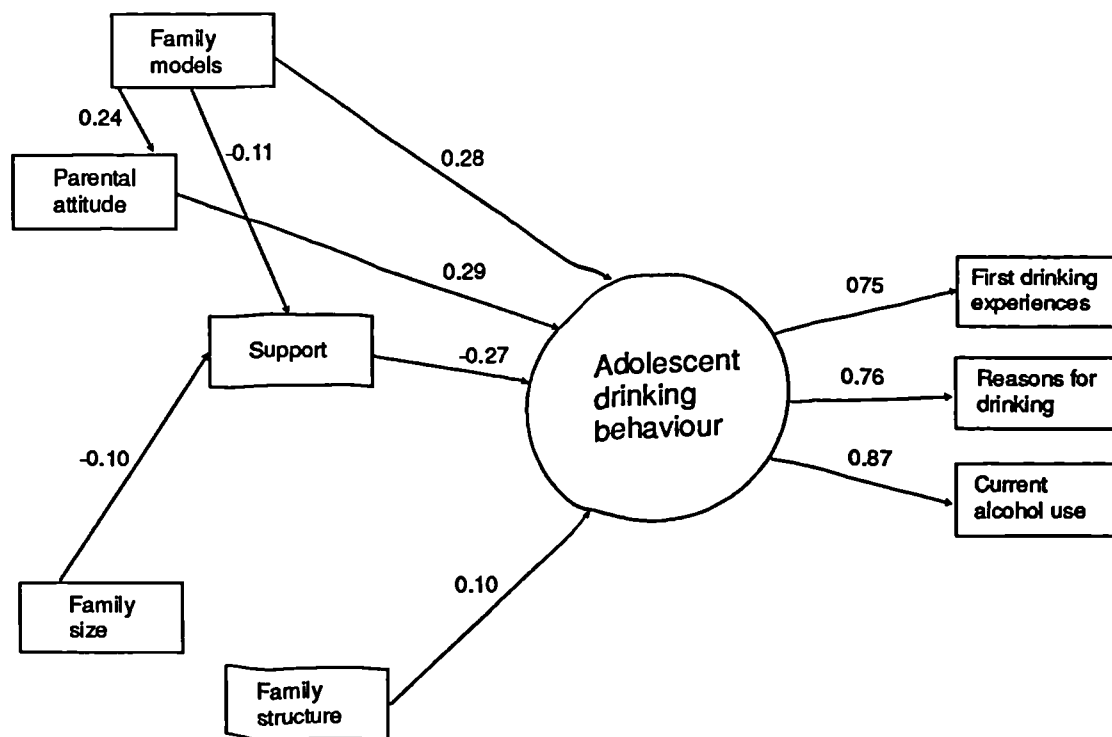 Family
models
0.24
-0.11
0.28
Parental
attitude
0.29
Support
-0.27
Adolescent
drinking
behaviour
075
First drinking
experiences
0.76
Reasons for
drinking
0.87
Current
alcohol use
-0.10
Family
size
0.10
Family
structure